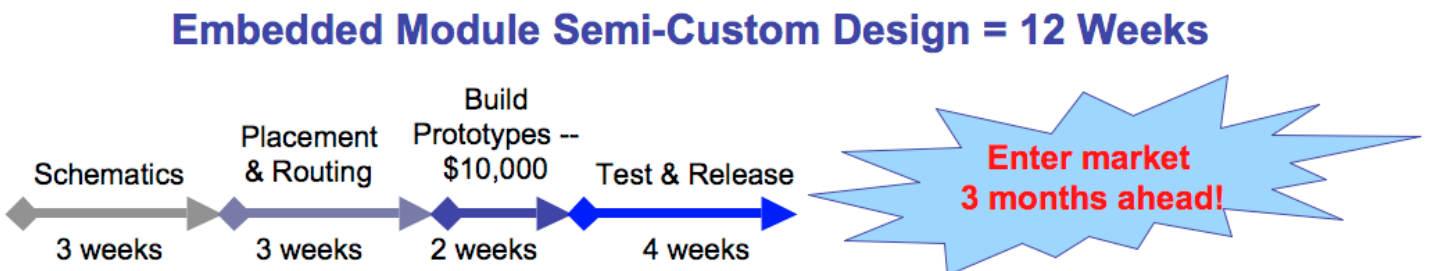 Embedded Module Semi-Custom Design = 12 Weeks
Schematics
Placement
& Routing
Build
Prototypes --
$10,000
Test & Release
3 weeks
3 weeks
2 weeks
4 weeks
Enter market
3 months ahead!